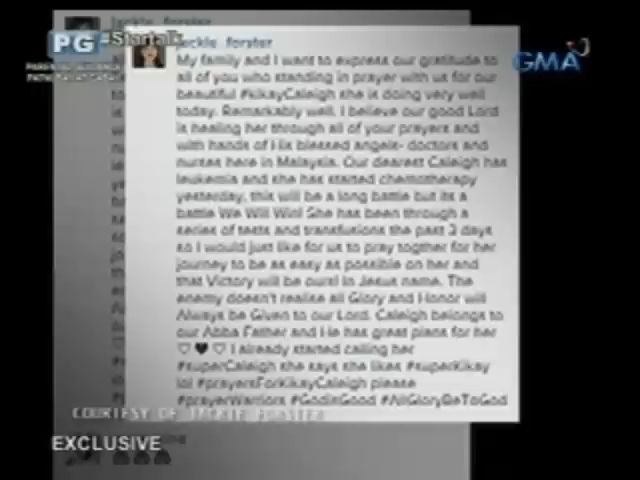 jackie_forster
PG
#Startalk
jackie_forster
GMA
My family and I want to express our gratitude to
all of you who standing in prayer with us for our
beautiful #kikayCaleigh she is doing very well
today. Remarkably well. I believe our good Lord
is healing her through all of your prayers and
with hands of His blessed angels- doctors and
nurses here in Malaysia. Our dearest Caleigh has
leukemia and she has started chemotherapy
yesterday, this will be a long battle but its a
battle We Will Win! She has been through a
series of tests and transfusions the past 3 days
so I would just like for us to pray togther for her
journey to be as easy as possible on her and
that Victory will be ours! In Jesus name. The
enemy doesn't realise all Glory and Honor will
Always be Given to our Lord. Caleigh belongs to
our Abba Father and He has great plans for her
♡ ♥ ♡ I already started calling her
#superCaleigh she says she likes #superKikay
lol #prayersForKikayCaleigh please
#prayerWarriors #GodisGood #AllGloryBeToGod
COURTESY OF JACKIE FORSTER
EXCLUSIVE